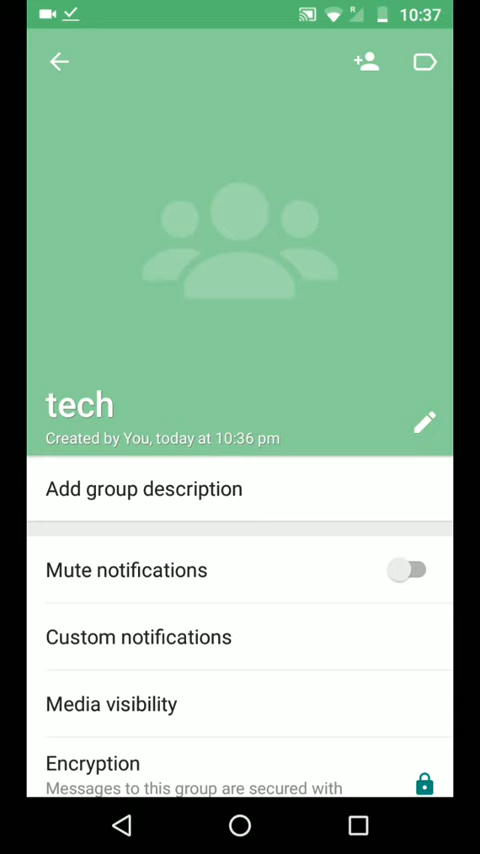 R 10:37
tech
Created by You, today at 10:36 pm
Add group description
Mute notifications
Custom notifications
Media visibility
Encryption
Messages to this group are secured with